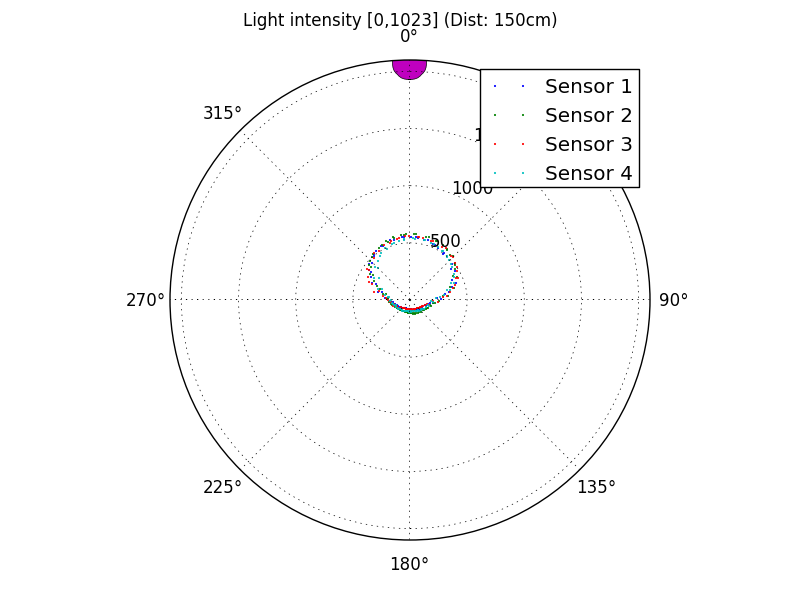 Light intensity [0,1023] (Dist: 150cm)
0°
315°
Sensor 1
Sensor 2
Sensor 3
Sensor 4
1000
500
270°
90°
225°
135°
180°